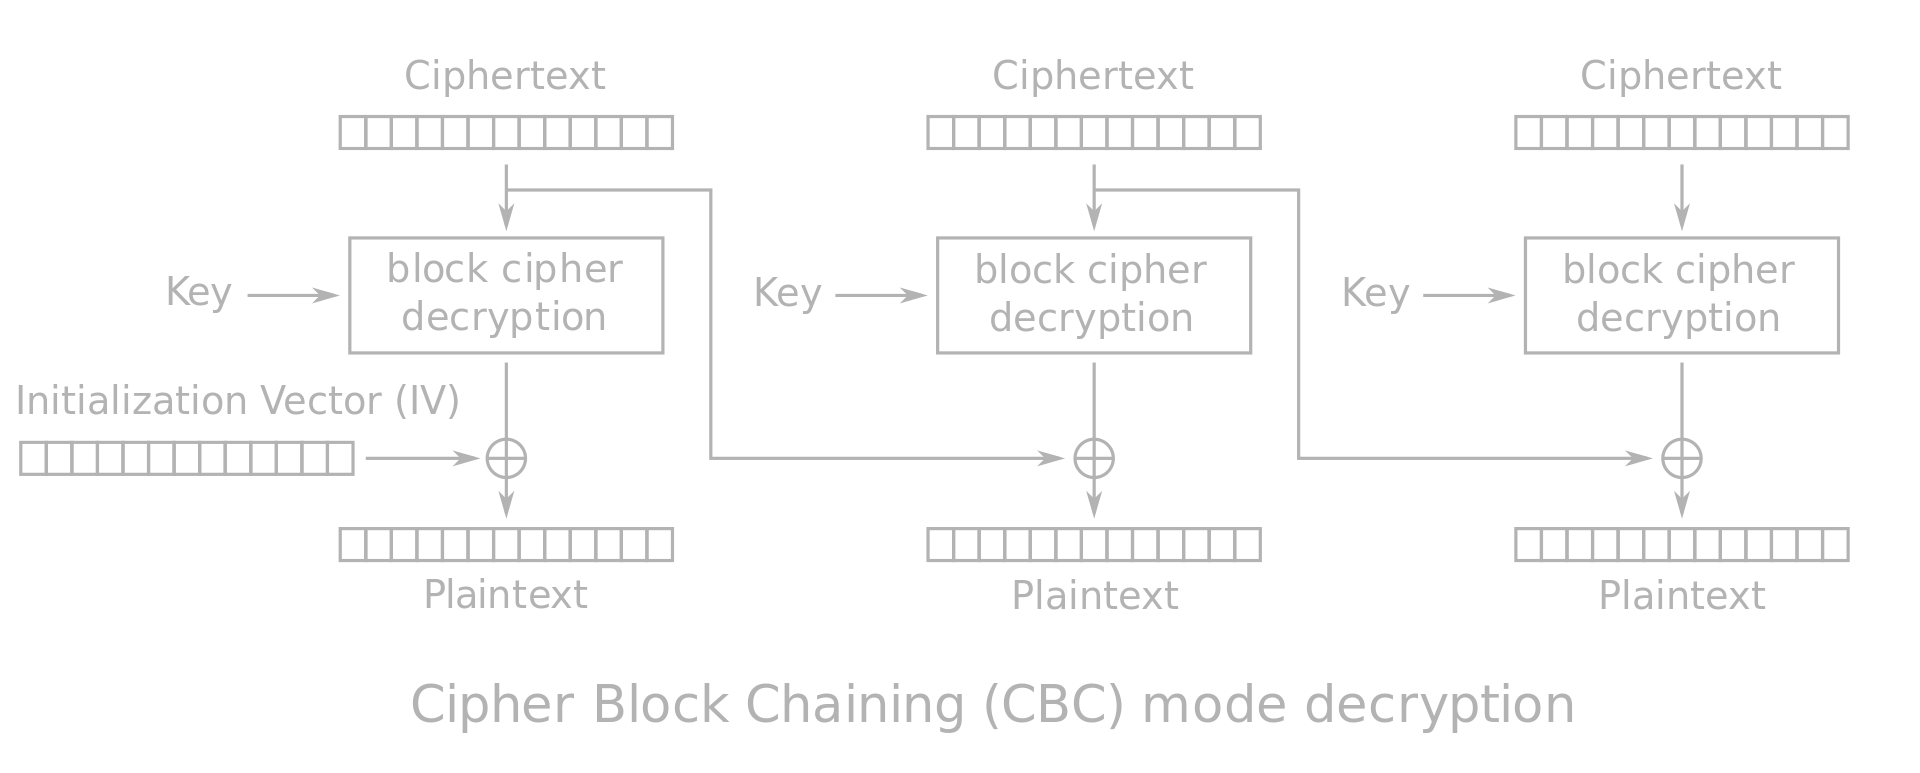 Ciphertext
Ciphertext
Ciphertext
block cipher
decryption
block cipher
decryption
block cipher
decryption
Key
Key
Key
Initialization Vector (IV)
Plaintext
Plaintext
Plaintext
Cipher Block Chaining (CBC) mode decryption